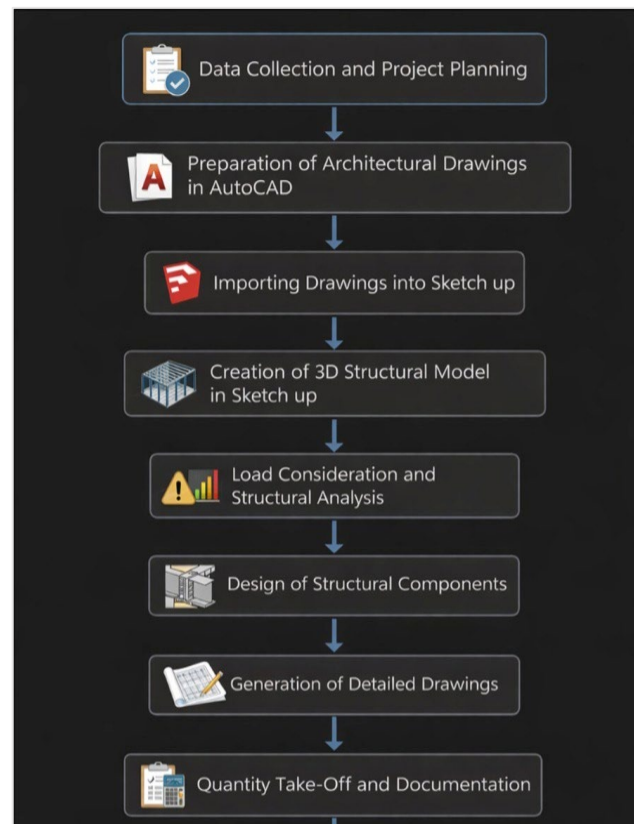 Data Collection and Project Planning
A
Preparation of Architectural Drawings
in AutoCAD
Importing Drawings into Sketch up
Creation of 3D Structural Model
in Sketch up
Load Consideration and
Structural Analysis
Design of Structural Components
Generation of Detailed Drawings
Quantity Take-Off and Documentation